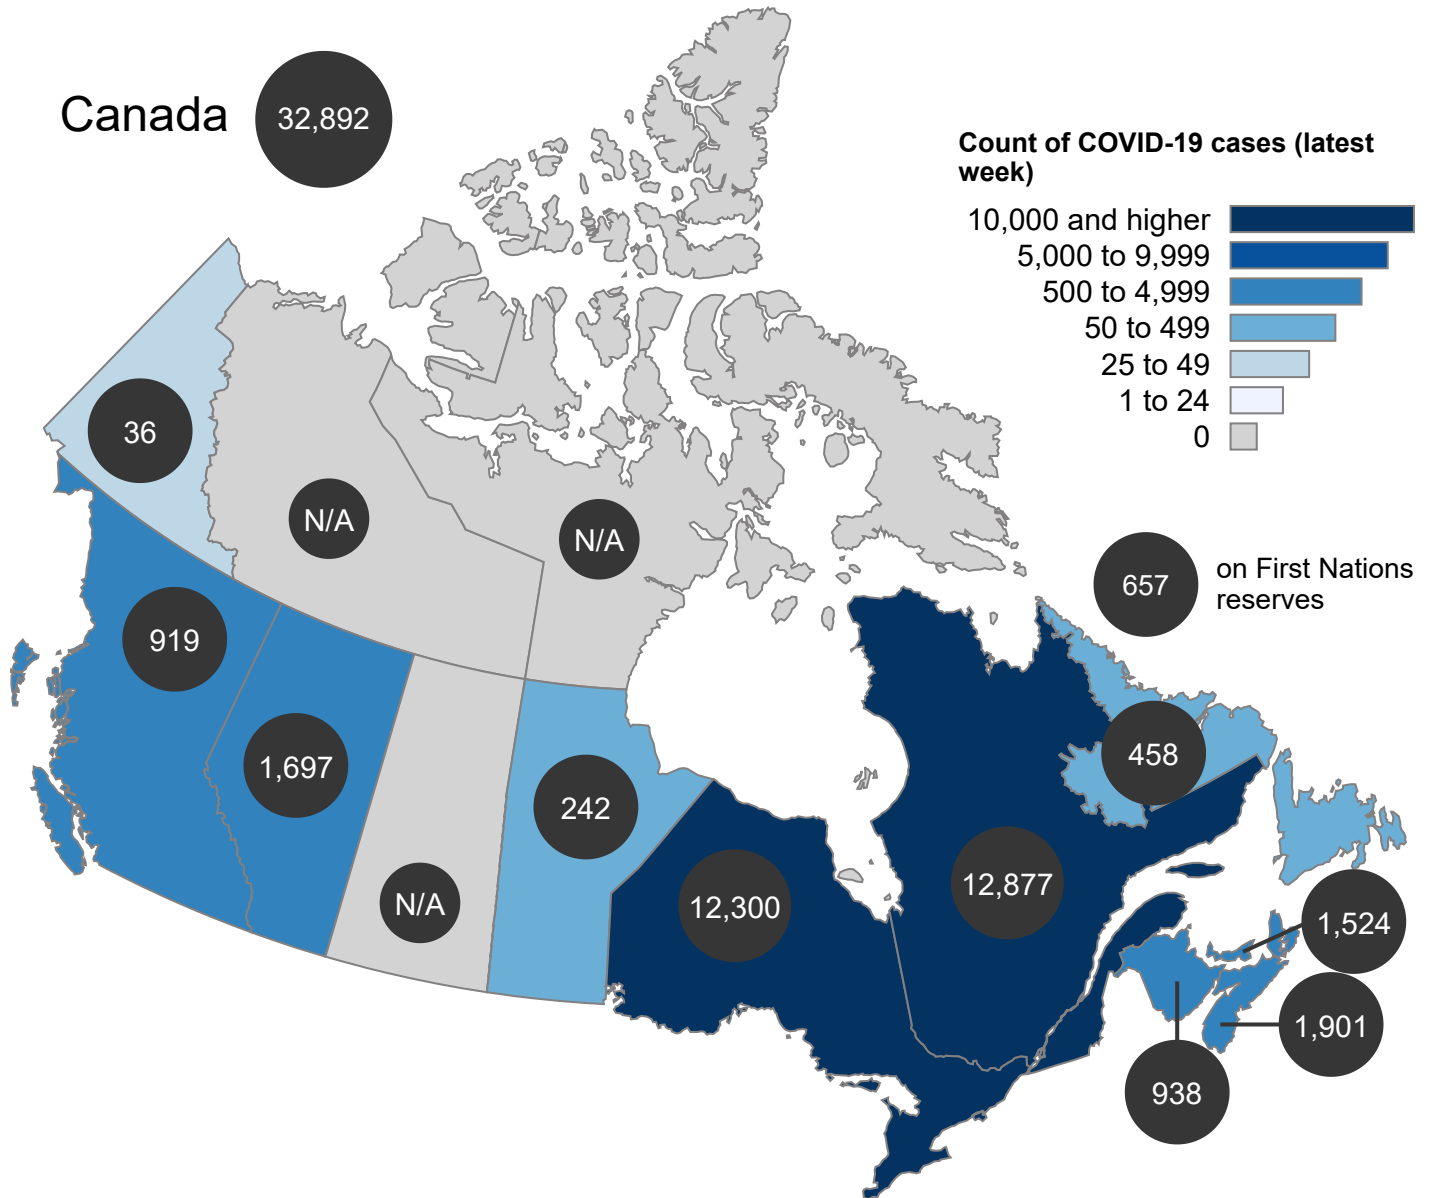 Canada
32,892
Count of COVID-19 cases (latest
week)
10,000 and higher
5,000 to 9,999
500 to 4,999
50 to 499
25 to 49
1 to 24
0
36
N/A
N/A
657
on First Nations
reserves
919
1,697
242
458
N/A
12,300
12,877
1,524
1,901
938